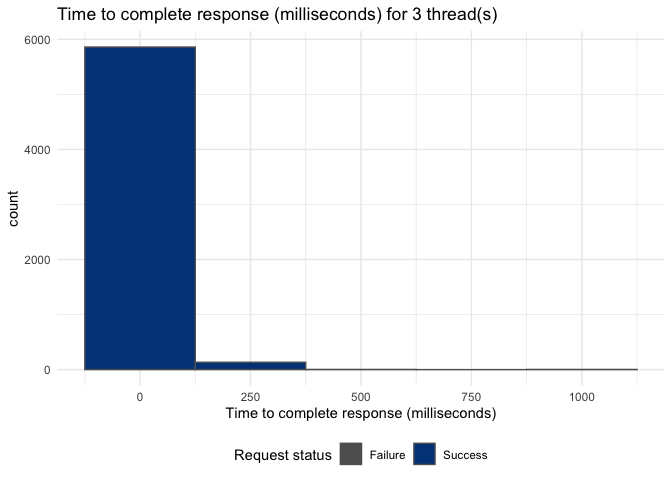 Time to complete response (milliseconds) for 3 thread(s)
6000
4000
2000
0
count
0 250 500 750 1000
Time to complete response (milliseconds)
Request status Failure Success